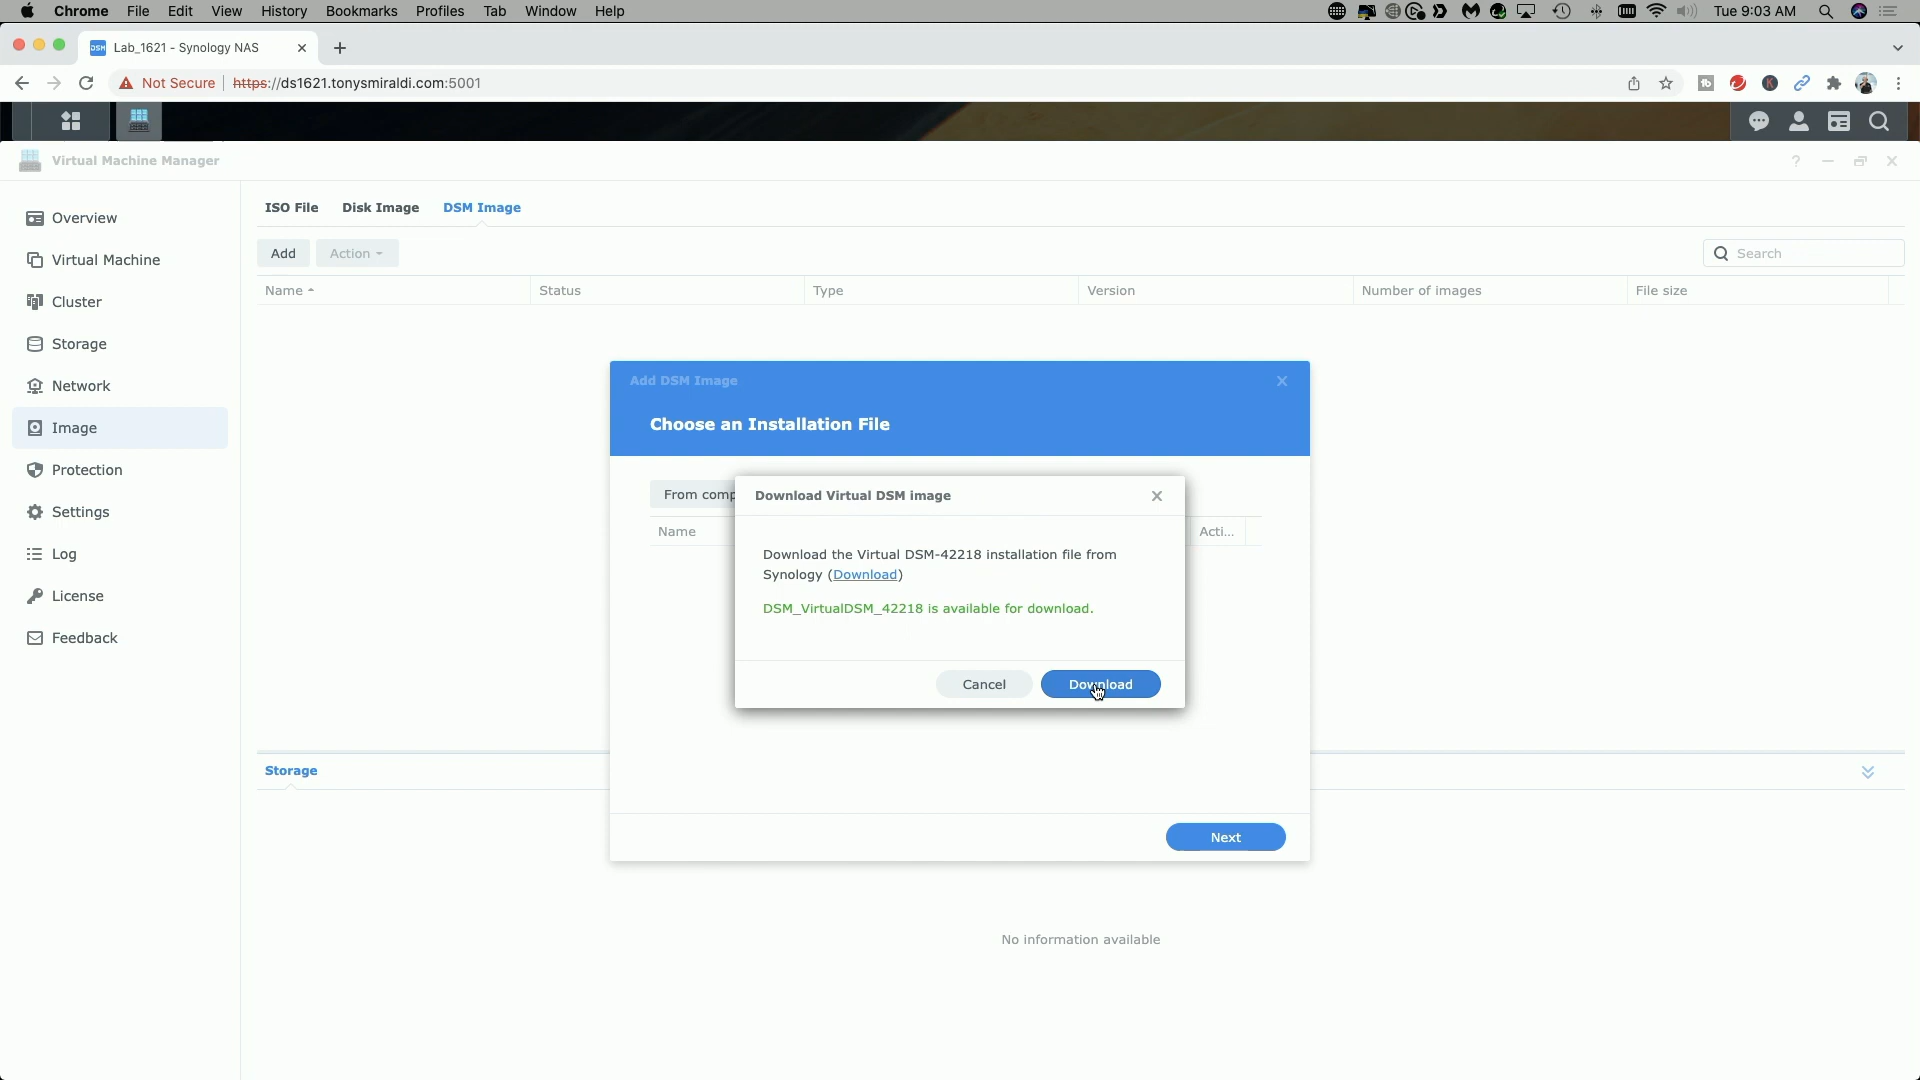 Chrome File Edit View History Bookmarks Profiles Tab Window Help Tue 9:03 AM
Lab_1621 - Synology NAS
Not Secure https://ds1621.tonysmiraldi.com:5001
Virtual Machine Manager
Overview
Virtual Machine
Cluster
Storage
Network
Image
Protection
Settings
Log
License
Feedback
ISO File Disk Image DSM Image
Add Action
Search
Name Status Type Version Number of images File size
Add DSM Image
Choose an Installation File
From comp
Name Acti...
Download Virtual DSM image
Download the Virtual DSM-42218 installation file from
Synology (Download)
DSM_VirtualDSM_42218 is available for download.
Cancel Download
Next
Storage
No information available